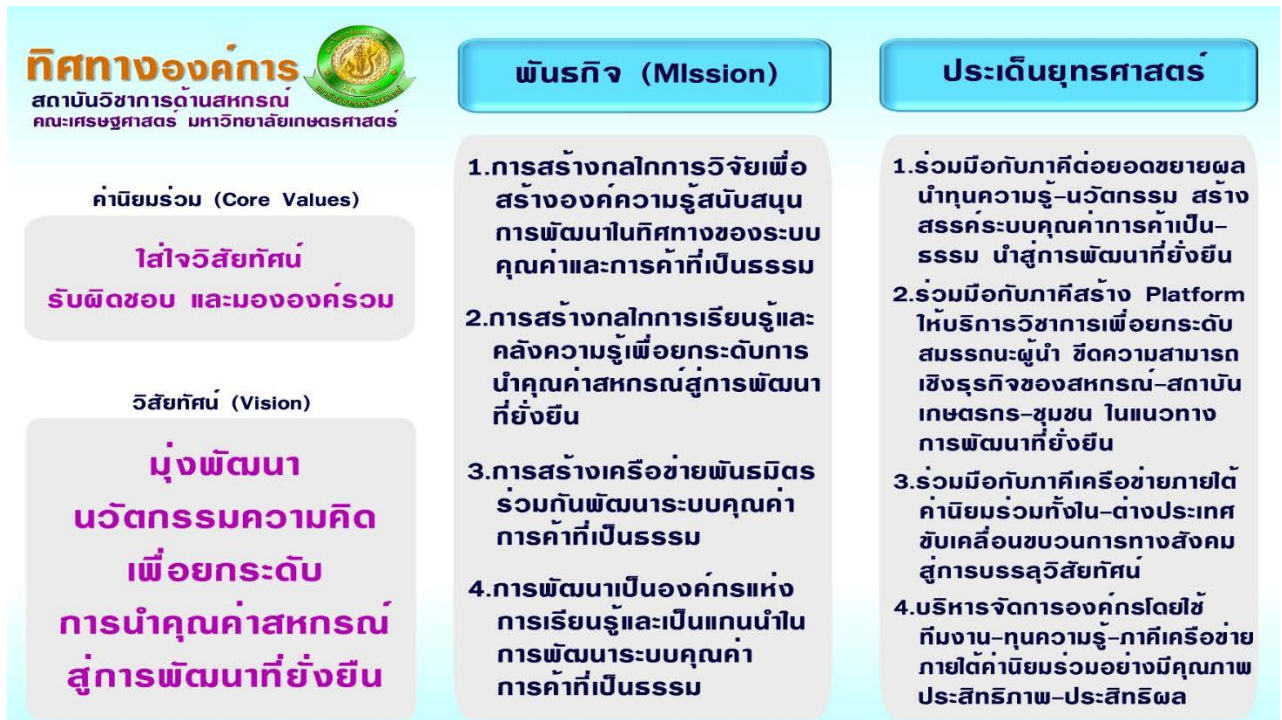 ทิศทางองค์การ
สถาบันวิชาการด้านสหกรณ์
คณะเศรษฐศาสตร์ มหาวิทยาลัยเกษตรศาสตร์
ค่านิยมร่วม (Core Values)
ใส่ใจวิสัยทัศน์
รับผิดชอบ และมององค์รวม
วิสัยทัศน์ (Vision)
มุ่งพัฒนา
นวัตกรรมความคิด
เพื่อยกระดับ
การนำคุณค่าสหกรณ์
สู่การพัฒนาที่ยั่งยืน
พันธกิจ (MIssion)
1.การสร้างกลไกการวิจัยเพื่อ
สร้างองค์ความรู้สนับสนุน
การพัฒนาในทิศทางของระบบ
คุณค่าและการค้าที่เป็นธรรม
2.การสร้างกลไกการเรียนรู้และ
คลังความรู้เพื่อยกระดับการ
นำคุณค่าสหกรณ์สู่การพัฒนา
ที่ยั่งยืน
3.การสร้างเครือข่ายพันธมิตร
ร่วมกันพัฒนาระบบคุณค่า
การค้าที่เป็นธรรม
4.การพัฒนาเป็นองค์กรแห่ง
การเรียนรู้และเป็นแกนนำใน
การพัฒนาระบบคุณค่า
การค้าที่เป็นธรรม
ประเด็นยุทธศาสตร์
1.ร่วมมือกับภาคีต่อยอดขยายผล
นำทุนความรู้-นวัตกรรม สร้าง
สรรค์ระบบคุณค่าการค้าเป็น-
ธรรม นำสู่การพัฒนาที่ยั่งยืน
2.ร่วมมือกับภาคีสร้าง Platform
ให้บริการวิชาการเพื่อยกระดับ
สมรรถนะผู้นำ ขีดความสามารถ
เชิงธุรกิจของสหกรณ์-สถาบัน
เกษตรกร-ชุมชน ในแนวทาง
การพัฒนาที่ยั่งยืน
3.ร่วมมือกับภาคีเครือข่ายภายใต้
ค่านิยมร่วมทั้งใน-ต่างประเทศ
ขับเคลื่อนขบวนการทางสังคม
สู่การบรรลุวิสัยทัศน์
4.บริหารจัดการองค์กรโดยใช้
ทีมงาน-ทุนความรู้-ภาคีเครือข่าย
ภายใต้ค่านิยมร่วมอย่างมีคุณภาพ
ประสิทธิภาพ-ประสิทธิผล